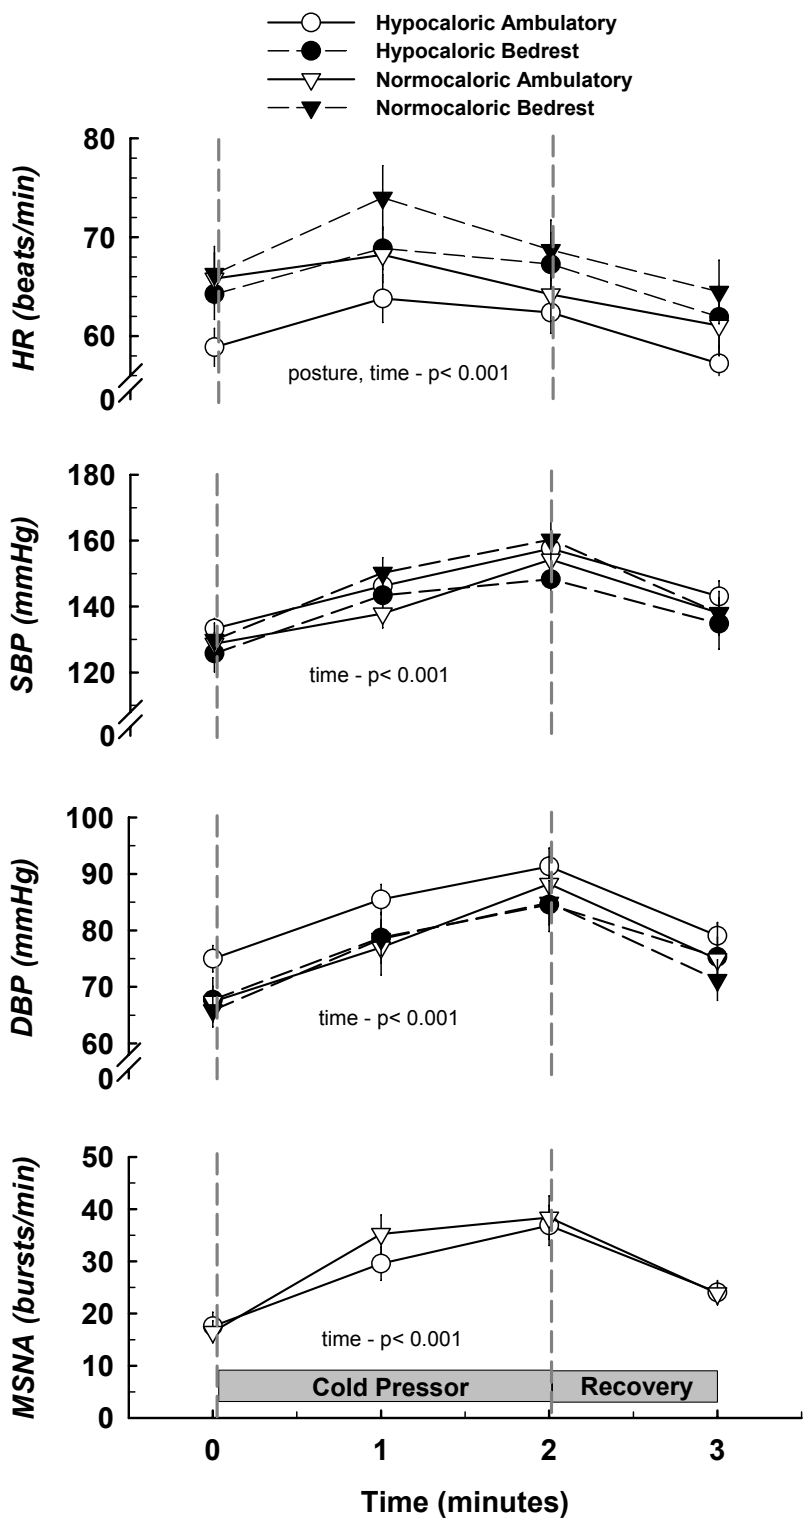 Hypocaloric Ambulatory
Hypocaloric Bedrest
Normocaloric Ambulatory
Normocaloric Bedrest
HR (beats/min)
80
70
60
0
posture, time - p< 0.001
SBP (mmHg)
180
160
140
120
0
time - p< 0.001
DBP (mmHg)
100
90
80
70
60
0
time - p< 0.001
MSNA (bursts/min)
50
40
30
20
10
0
time - p< 0.001
Cold Pressor Recovery
0 1 2 3
Time (minutes)